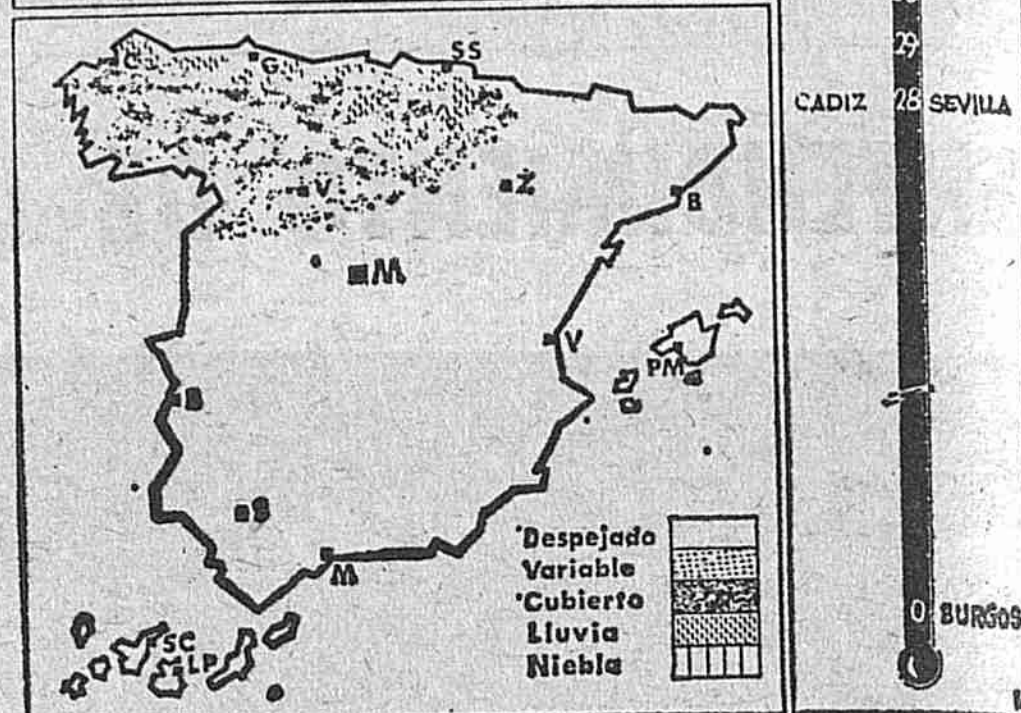 C
G
SS
V
Z
B
M
V
PM
B
S
M
SC
LP
Despejado
Variable
Cubierto
Lluvia
Niebla
29
CADIZ 28 SEVILLA
0 BURGOS